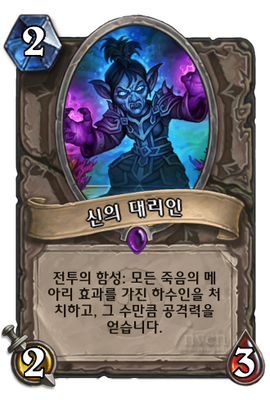 2
신의 대리인
전투의 함성: 모든 죽음의 메
아리 효과를 가진 하수인을 처
치하고, 그 수만큼 공격력을
얻습니다.
2
3